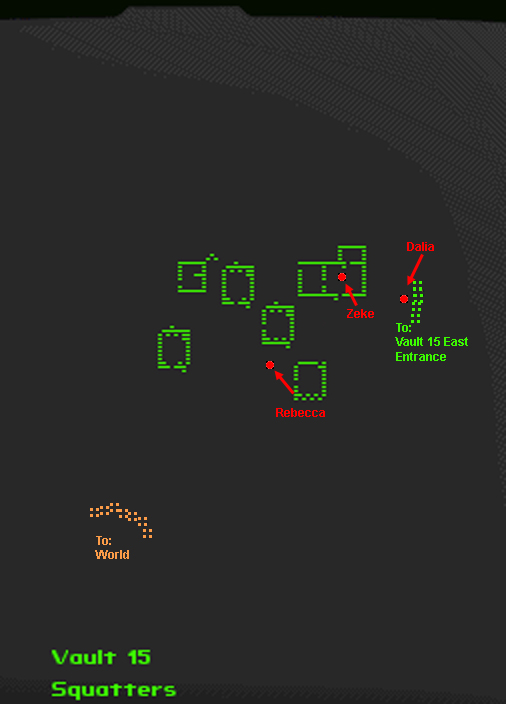 Dalia
Zeke
To:
Vault 15 East
Entrance
Rebecca
To:
World
Vault 15
Squatters